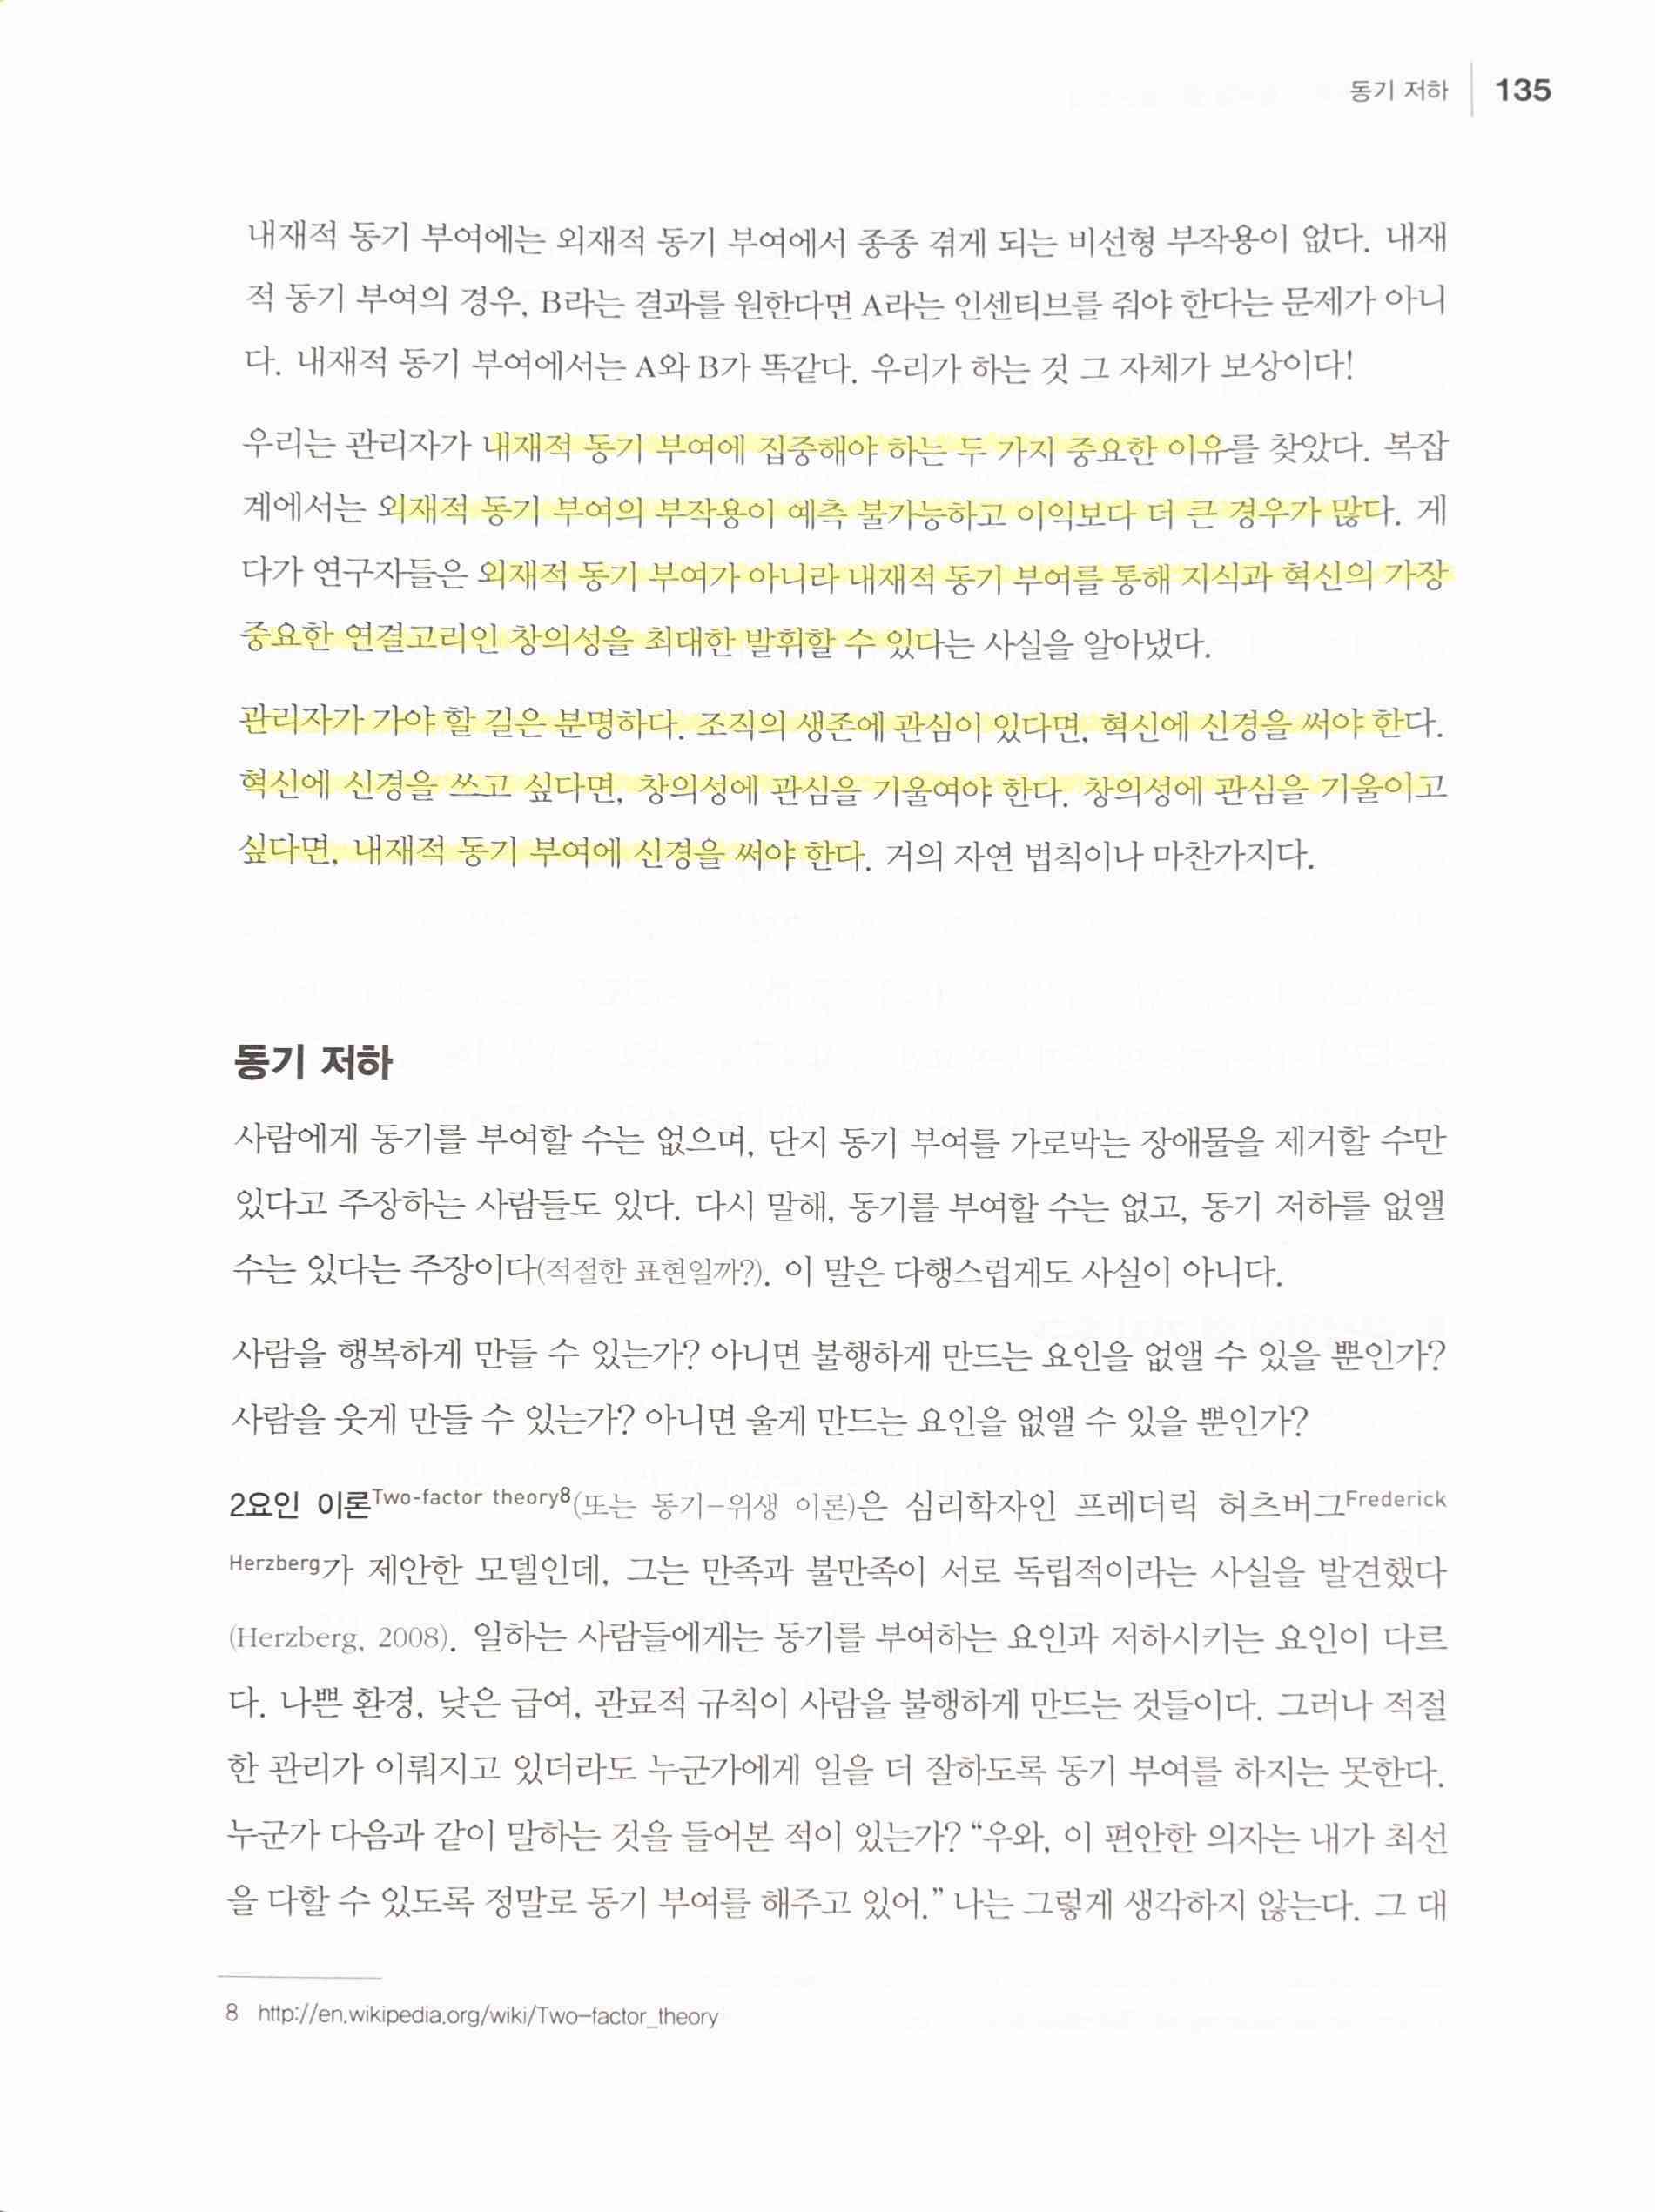 동기 저하 135
내재적 동기 부여에는 외재적 동기 부여에서 종종 겪게 되는 비선형 부작용이 없다. 내재
적 동기 부여의 경우, B라는 결과를 원한다면 A라는 인센티브를 줘야 한다는 문제가 아니
다. 내재적 동기 부여에서는 A와 B가 똑같다. 우리가 하는 것 그 자체가 보상이다!
우리는 관리자가 내재적 동기 부여에 집중해야 하는 두 가지 중요한 이유를 찾았다. 복잡
계에서는 외재적 동기 부여의 부작용이 예측 불가능하고 이익보다 더 큰 경우가 많다. 게
다가 연구자들은 외재적 동기 부여가 아니라 내재적 동기 부여를 통해 지식과 혁신의 가장
중요한 연결고리인 창의성을 최대한 발휘할 수 있다는 사실을 알아냈다.
관리자가 가야 할 길은 분명하다. 조직의 생존에 관심이 있다면, 혁신에 신경을 써야 한다.
혁신에 신경을 쓰고 싶다면, 창의성에 관심을 기울여야 한다. 창의성에 관심을 기울이고
싶다면, 내재적 동기 부여에 신경을 써야 한다. 거의 자연 법칙이나 마찬가지다.
동기 저하
사람에게 동기를 부여할 수는 없으며, 단지 동기 부여를 가로막는 장애물을 제거할 수만
있다고 주장하는 사람들도 있다. 다시 말해, 동기를 부여할 수는 없고, 동기 저하를 없앨
수는 있다는 주장이다(적절한 표현일까?). 이 말은 다행스럽게도 사실이 아니다.
사람을 행복하게 만들 수 있는가? 아니면 불행하게 만드는 요인을 없앨 수 있을 뿐인가?
사람을 웃게 만들 수 있는가? 아니면 울게 만드는 요인을 없앨 수 있을 뿐인가?
2요인 이론Two-factor theory8(또는 동기-위생 이론)은 심리학자인 프레더릭 허츠버그Frederick
Herzberg가 제안한 모델인데, 그는 만족과 불만족이 서로 독립적이라는 사실을 발견했다
(Herzberg, 2008). 일하는 사람들에게는 동기를 부여하는 요인과 저하시키는 요인이 다르
다. 나쁜 환경, 낮은 급여, 관료적 규칙이 사람을 불행하게 만드는 것들이다. 그러나 적절
한 관리가 이뤄지고 있더라도 누군가에게 일을 더 잘하도록 동기 부여를 하지는 못한다.
누군가 다음과 같이 말하는 것을 들어본 적이 있는가? “우와, 이 편안한 의자는 내가 최선
을 다할 수 있도록 정말로 동기 부여를 해주고 있어.” 나는 그렇게 생각하지 않는다. 그 대
8 http://en.wikipedia.org/wiki/Two-factor_theory